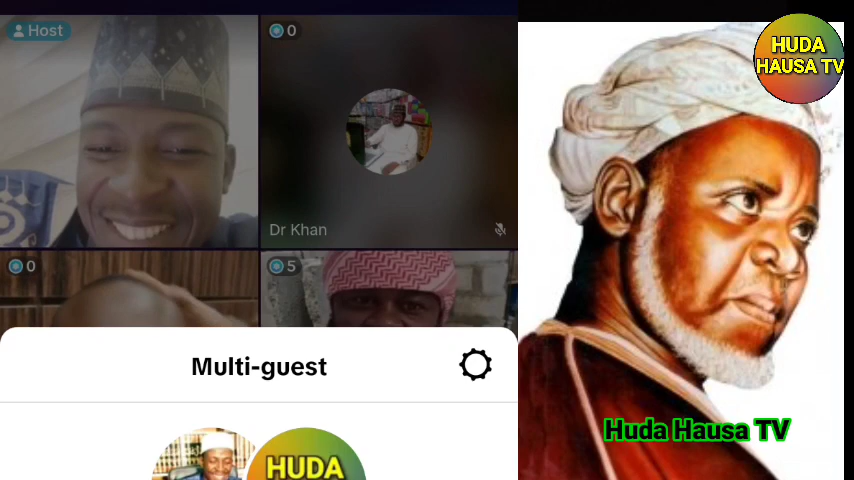 Host
0
Dr Khan
0
5
Multi-guest
HUDA
HUDA
HAUSA TV
Huda Hausa TV